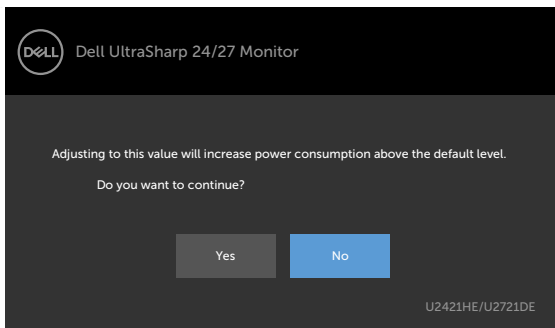 DELL
Dell UltraSharp 24/27 Monitor
Adjusting to this value will increase power consumption above the default level.
Do you want to continue?
Yes
No
U2421HE/U2721DE